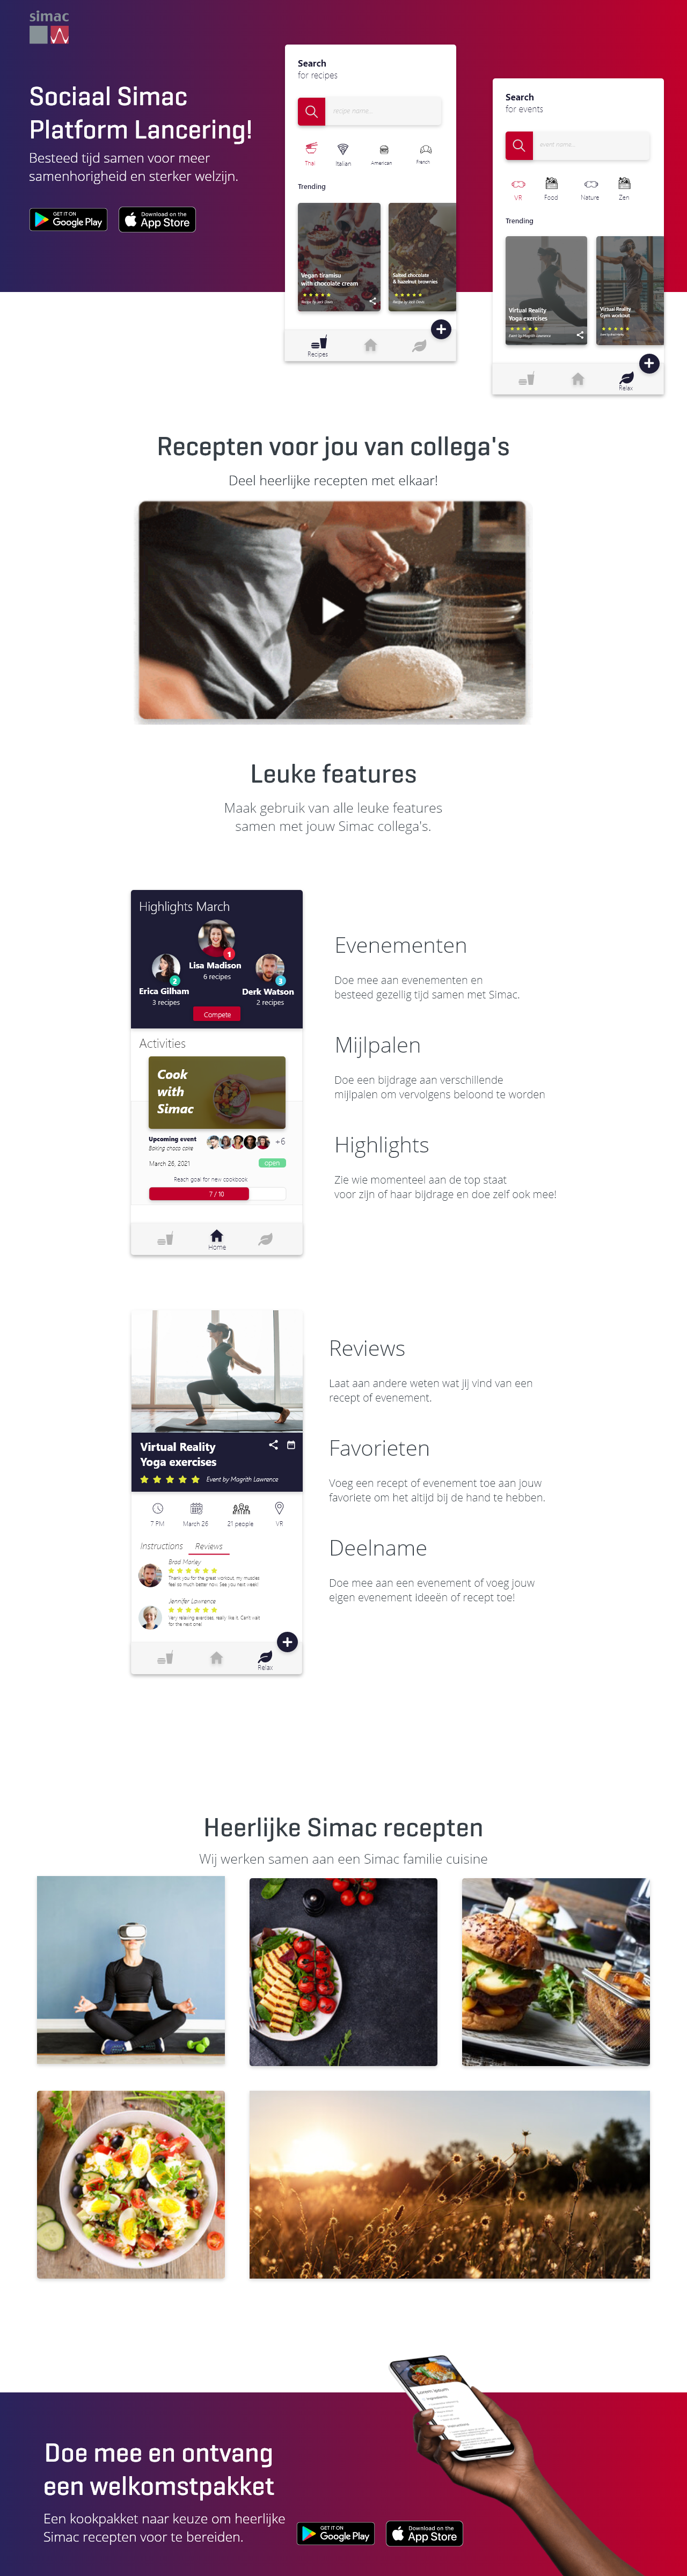 simac
Sociaal Simac
Platform Lancering!
Besteed tijd samen voor meer
samenhorigheid en sterker welzijn.
GET IT ON
Google Play
Download on the
App Store
Search
for recipes
recipe name...
Thai
Italian
American
French
Trending
Vegan tiramisu
with chocolate cream
Salted chocolate
& hazelnut brownies
Recipes
Search
for events
event name...
VR
Food
Nature
Zen
Trending
Virtual Reality
Yoga exercises
Event by Magrith Lawrence
Virtual Reality
Gym workout
Relax
Recepten voor jou van collega's
Deel heerlijke recepten met elkaar!
Leuke features
Maak gebruik van alle leuke features
samen met jouw Simac collega's.
Highlights March
1
Lisa Madison
6 recipes
2
Erica Gilham
3 recipes
3
Derk Watson
2 recipes
Compete
Activities
Cook
with
Simac
Upcoming event
Baking choco cake
+6
March 26, 2021
open
Reach goal for new cookbook
7 / 10
Home
Evenementen
Doe mee aan evenementen en
besteed gezellig tijd samen met Simac.
Mijlpalen
Doe een bijdrage aan verschillende
mijlpalen om vervolgens beloond te worden
Highlights
Zie wie momenteel aan de top staat
voor zijn of haar bijdrage en doe zelf ook mee!
Virtual Reality
Yoga exercises
Event by Magrith Lawrence
7 PM
March 26
21 people
VR
Instructions
Reviews
Brad Marley
Thank you for the great workout, my muscles
feel so much better now. See you next week!
Jennifer Lawrence
Very relaxing exercises, really like it. Can't wait
for the next one!
Relax
Reviews
Laat aan andere weten wat jij vind van een
recept of evenement.
Favorieten
Voeg een recept of evenement toe aan jouw
favoriete om het altijd bij de hand te hebben.
Deelname
Doe mee aan een evenement of voeg jouw
eigen evenement ideeën of recept toe!
Heerlijke Simac recepten
Wij werken samen aan een Simac familie cuisine
Lorem ipsum
Doe mee en ontvang
een welkomstpakket
Een kookpakket naar keuze om heerlijke
Simac recepten voor te bereiden.
GET IT ON
Google Play
Download on the
App Store